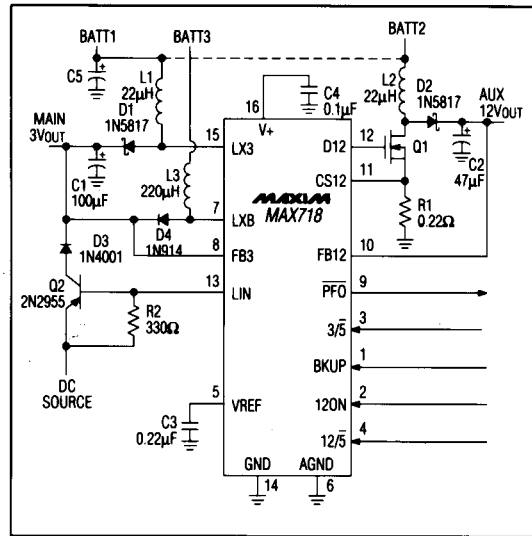 BATT1 BATT3 BATT2
C5 +
L1
22µH
L2
22µH
D2
1N5817
AUX
12VOUT
C4
0.1µF
16
V+
MAIN
3VOUT
D1
1N5817
15 LX3
D12 12
Q1
+
C2
47µF
+
C1
100µF
L3
220µH
CS12 11
MAXIM
MAX718
R1
0.22Ω
7 LXB
D4
1N914
8 FB3
FB12 10
D3
1N4001
PFO 9
Q2
2N2955
13 LIN
R2
330Ω
3/5 3
BKUP 1
DC
SOURCE
12ON 2
5 VREF
C3
0.22µF
12/5 4
GND AGND
14 6